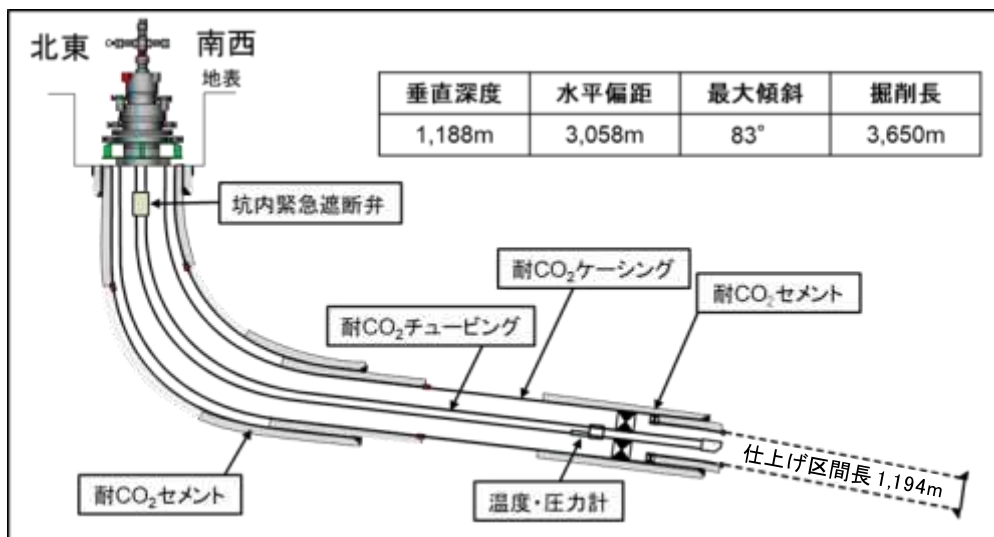 北東 南西
地表
垂直深度 水平偏距 最大傾斜 掘削長
1,188m 3,058m 83° 3,650m
坑内緊急遮断弁
耐CO₂ケーシング
耐CO₂セメント
耐CO₂チュービング
仕上げ区間長 1,194m
耐CO₂セメント
温度・圧力計